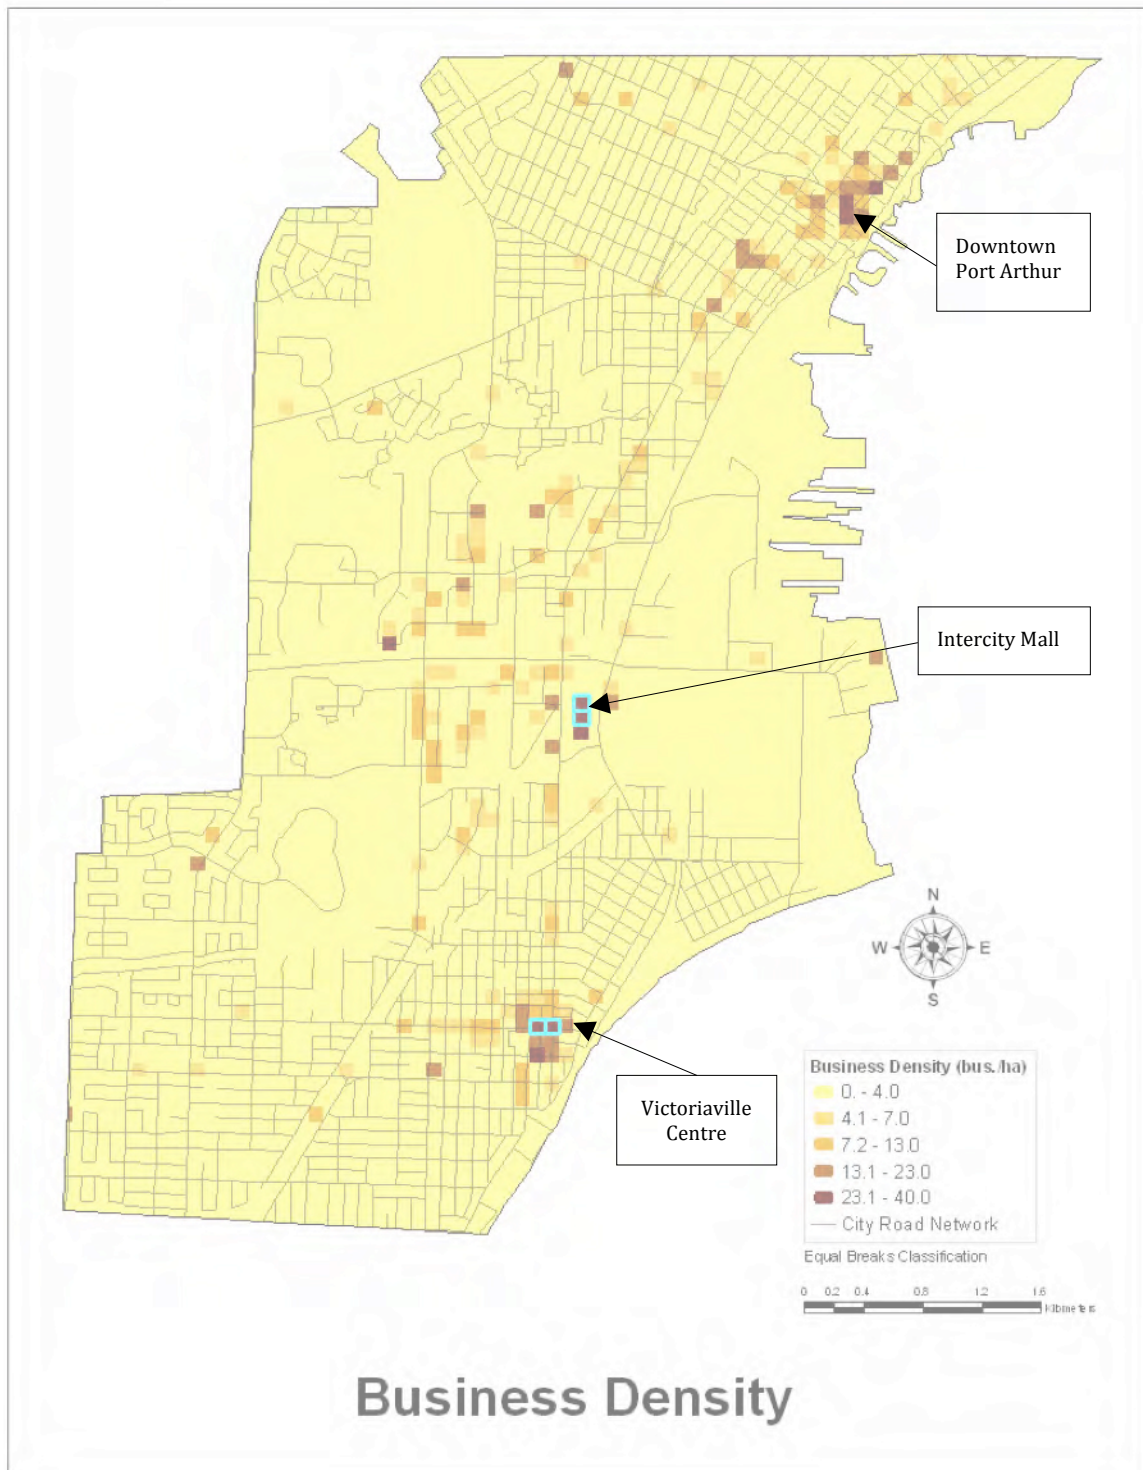 Downtown
Port Arthur
Intercity Mall
N
W
E
S
Victoriaville
Centre
Business Density (bus./ha)
0. - 4.0
4.1 - 7.0
7.2 - 13.0
13.1 - 23.0
23.1 - 40.0
City Road Network
Equal Breaks Classification
0 0.2 0.4 0.8 1.2 1.6
Kilometers
Business Density